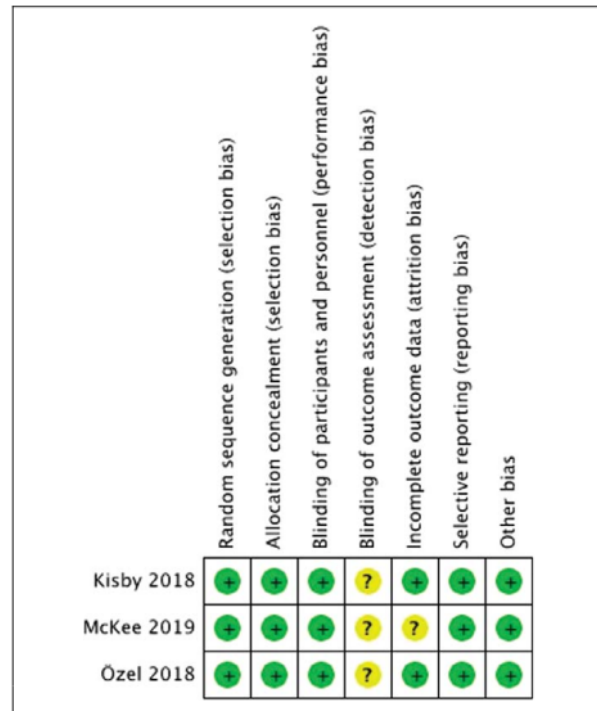 Random sequence generation (selection bias)
Allocation concealment (selection bias)
Blinding of participants and personnel (performance bias)
Blinding of outcome assessment (detection bias)
Incomplete outcome data (attrition bias)
Selective reporting (reporting bias)
Other bias
Kisby 2018 + + + ? + + +
McKee 2019 + + + ? ? + +
Özel 2018 + + + ? + + +